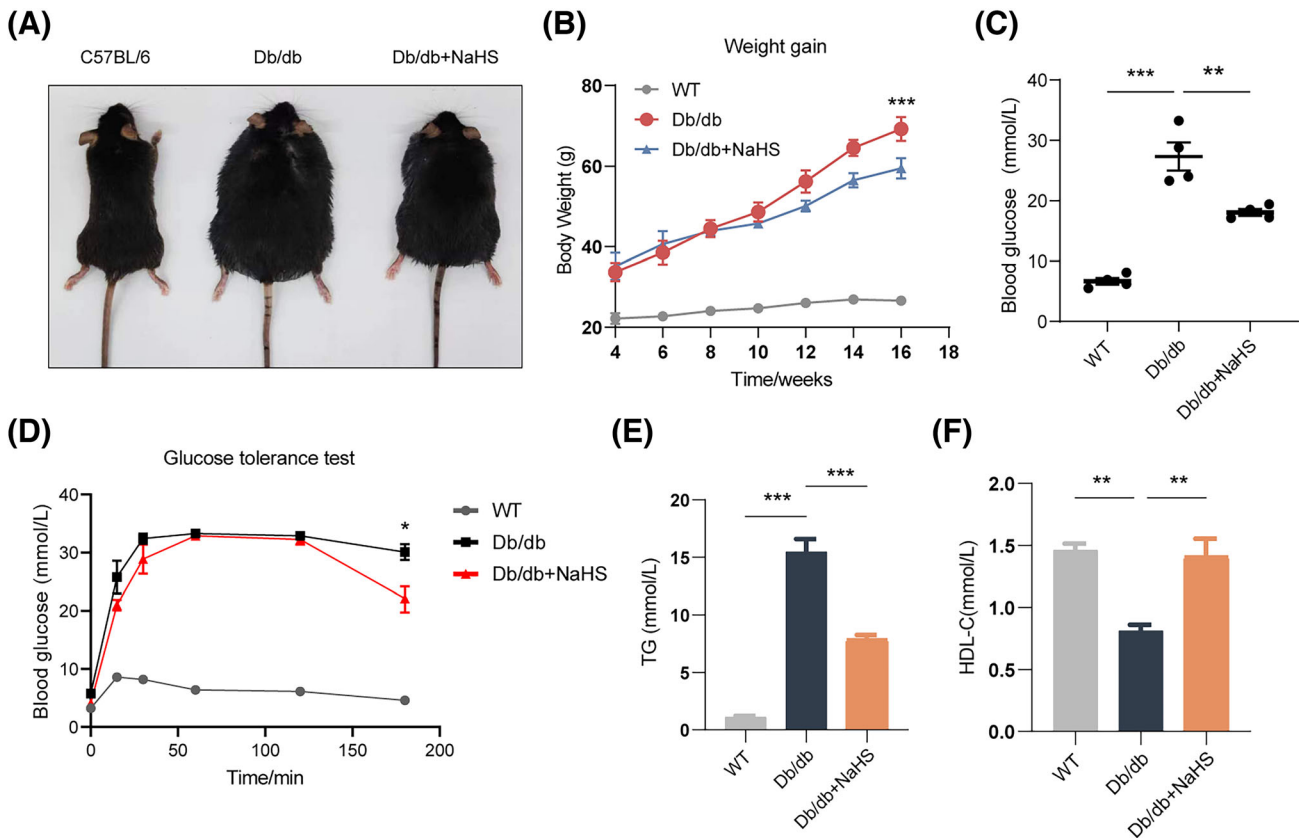 (A)
C57BL/6 Db/db Db/db+NaHS
(B)
Weight gain
WT
Db/db
Db/db+NaHS
***
Body Weight (g)
80
60
40
20
4 6 8 10 12 14 16 18
Time/weeks
(C)
*** **
Blood glucose (mmol/L)
40
30
20
10
0
WT
Db/db
Db/db+NaHS
(D)
Glucose tolerance test
WT
Db/db
Db/db+NaHS
*
Blood glucose (mmol/L)
40
30
20
10
0
0 50 100 150 200
Time/min
(E)
*** ***
TG (mmol/L)
20
15
10
5
0
WT
Db/db
Db/db+NaHS
(F)
** **
HDL-C(mmol/L)
2.0
1.5
1.0
0.5
0.0
WT
Db/db
Db/db+NaHS